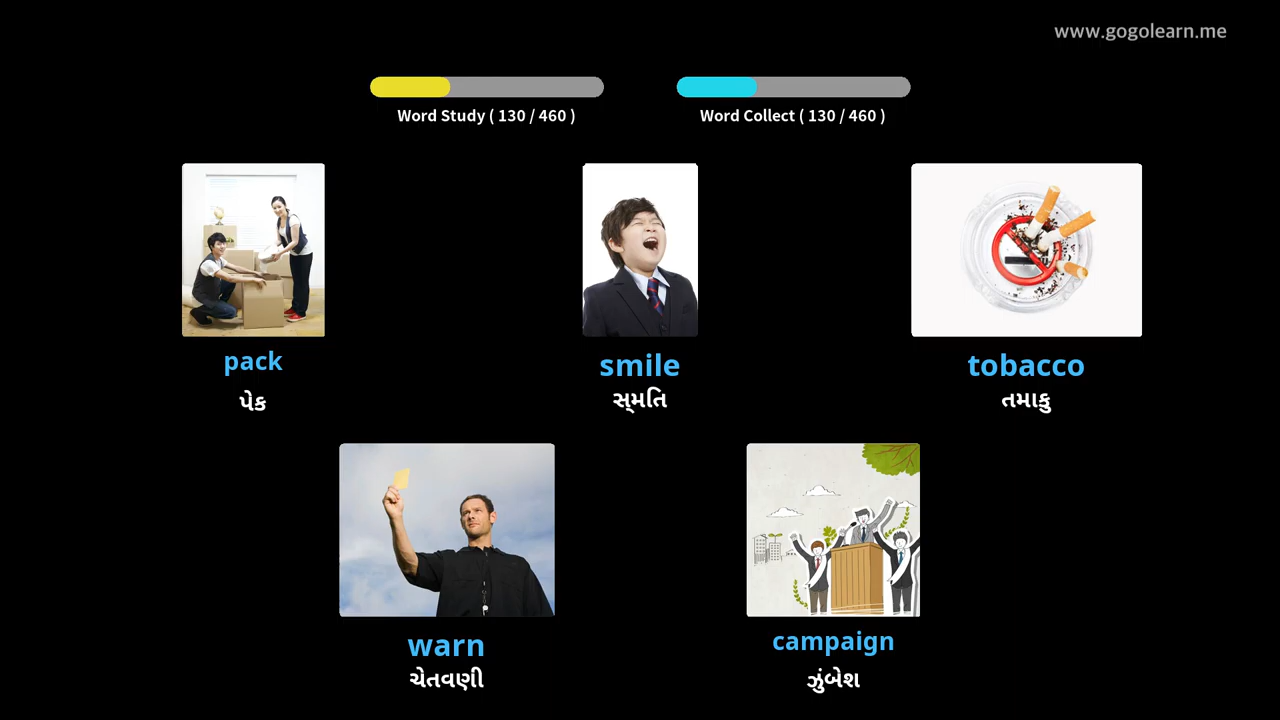 www.gogolearn.me
Word Study ( 130 / 460 )
Word Collect ( 130 / 460 )
pack
પેક
smile
સ્મતિ
tobacco
તમાકુ
warn
ચેતવણી
campaign
ઝુંબેશ